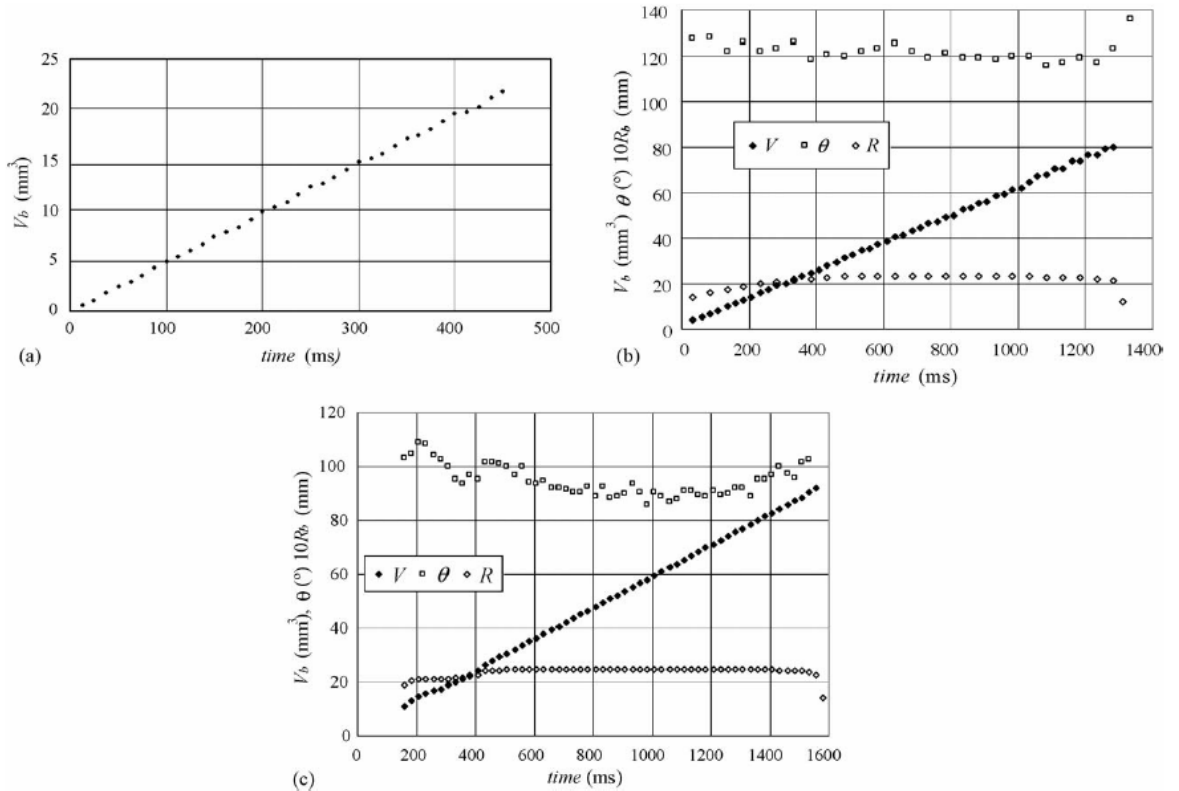 25
20
15
10
5
0
V_b (mm³)
0 100 200 300 400 500
time (ms)
(a)
140
120
100
80
60
40
20
0
V_b (mm³) θ (°) 10R_b (mm)
V θ R
0 200 400 600 800 1000 1200 1400
time (ms)
(b)
120
100
80
60
40
20
0
V_b (mm³), θ (°) 10R_b (mm)
V θ R
0 200 400 600 800 1000 1200 1400 1600
time (ms)
(c)